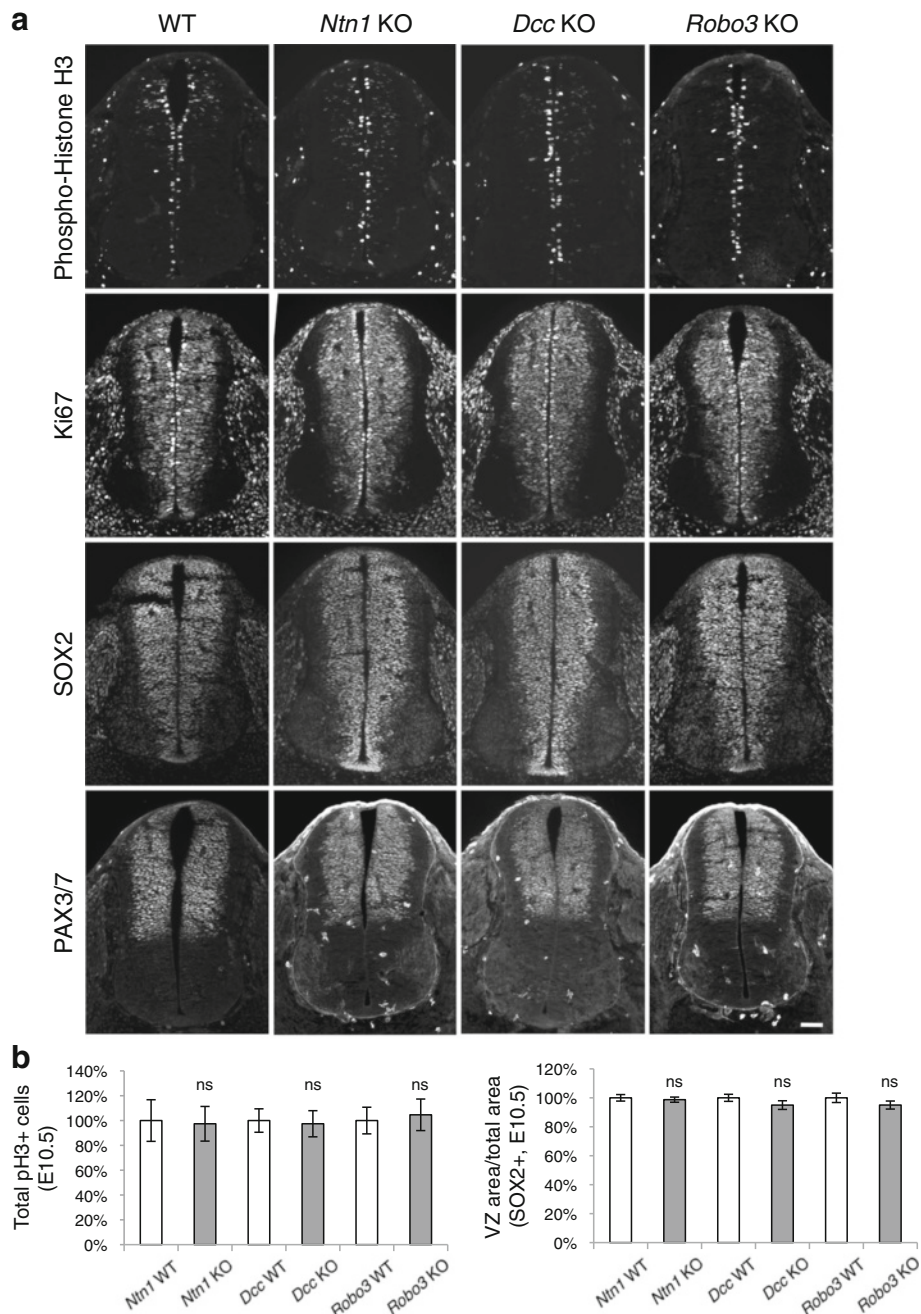 a
WT
Ntn1 KO
Dcc KO
Robo3 KO
Phospho-Histone H3
Ki67
SOX2
PAX3/7
b
Total pH3+ cells
(E10.5)
140%
120%
100%
80%
60%
40%
20%
0%
ns
ns
ns
Ntn1 WT
Ntn1 KO
Dcc WT
Dcc KO
Robo3 WT
Robo3 KO
VZ area/total area
(SOX2+, E10.5)
120%
100%
80%
60%
40%
20%
0%
ns
ns
ns
Ntn1 WT
Ntn1 KO
Dcc WT
Dcc KO
Robo3 WT
Robo3 KO